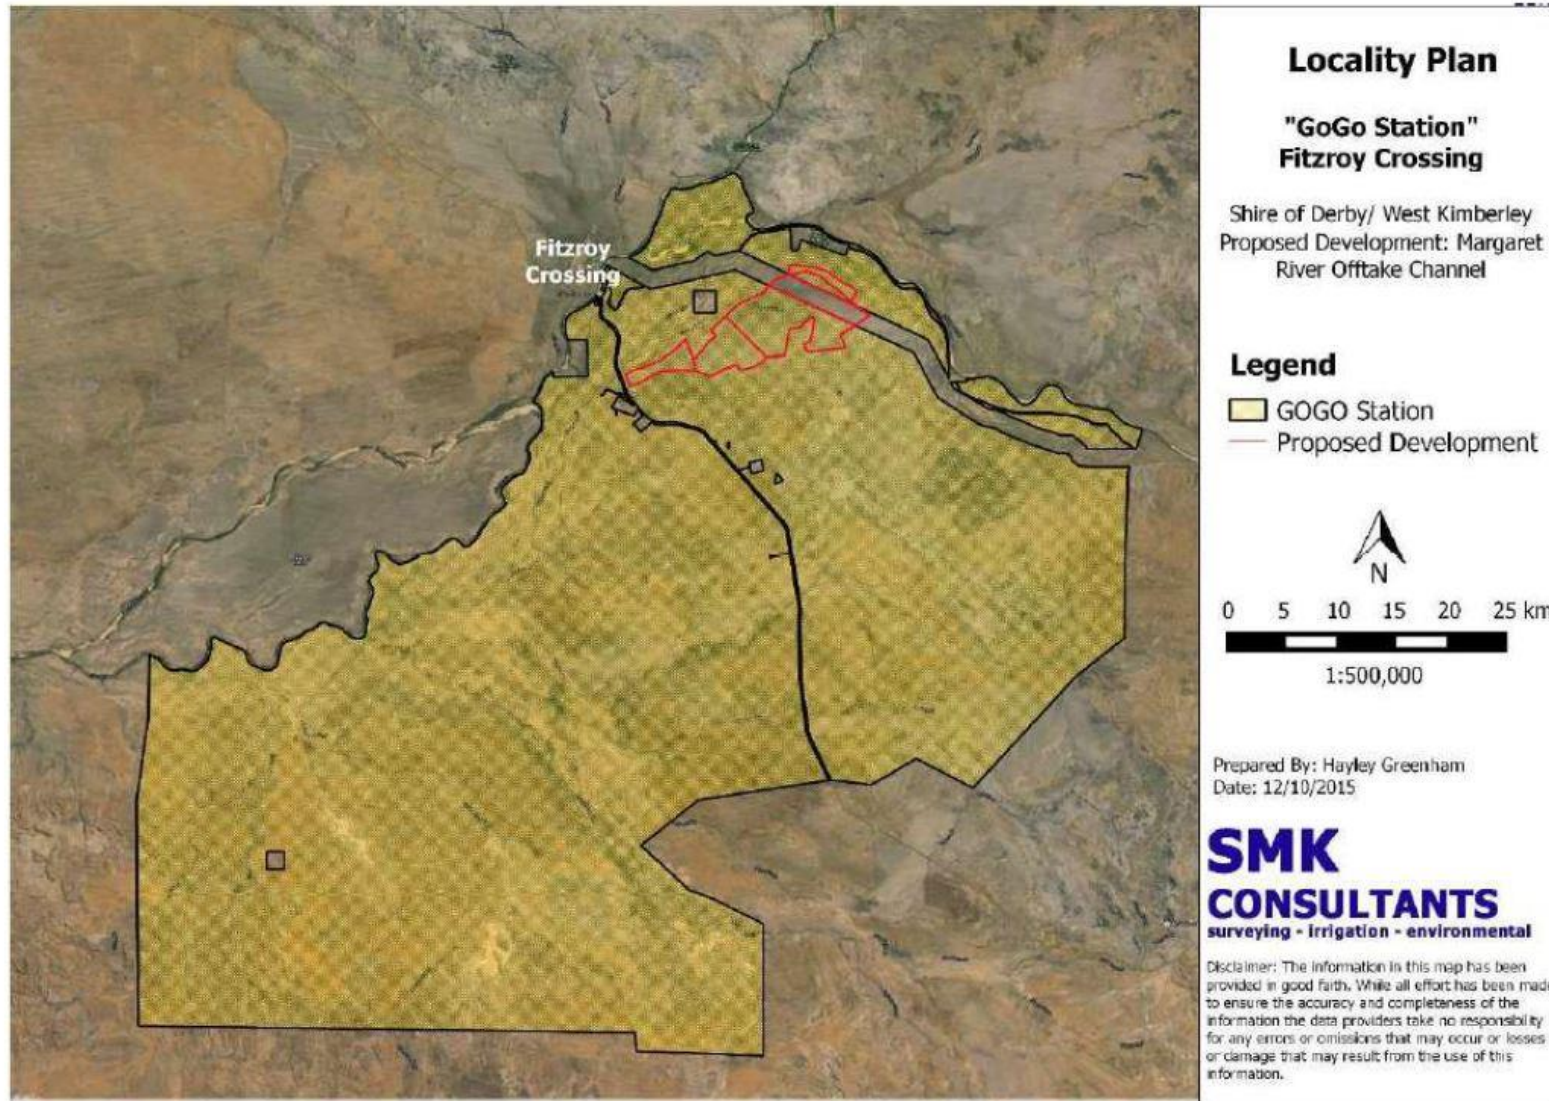 Locality Plan
"GoGo Station"
Fitzroy Crossing
Shire of Derby/ West Kimberley
Proposed Development: Margaret
River Offtake Channel
Fitzroy
Crossing
Legend
GOGO Station
Proposed Development
N
0 5 10 15 20 25 km
1:500,000
Prepared By: Hayley Greenham
Date: 12/10/2015
SMK
CONSULTANTS
surveying - irrigation - environmental
Disclaimer: The information in this map has been
provided in good faith. While all effort has been made
to ensure the accuracy and completeness of the
information the data providers take no responsibility
for any errors or omissions that may occur or losses
or damage that may result from the use of this
information.